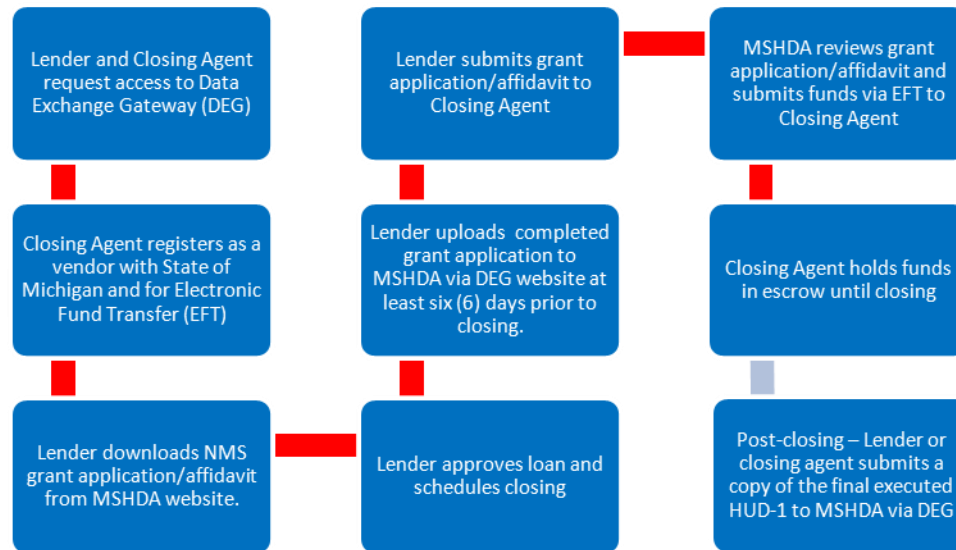 Lender and Closing Agent
request access to Data
Exchange Gateway (DEG)
Closing Agent registers as a
vendor with State of
Michigan and for Electronic
Fund Transfer (EFT)
Lender downloads NMS
grant application/affidavit
from MSHDA website.
Lender approves loan and
schedules closing
Lender uploads completed
grant application to
MSHDA via DEG website at
least six (6) days prior to
closing.
Lender submits grant
application/affidavit to
Closing Agent
MSHDA reviews grant
application/affidavit and
submits funds via EFT to
Closing Agent
Closing Agent holds funds
in escrow until closing
Post-closing – Lender or
closing agent submits a
copy of the final executed
HUD-1 to MSHDA via DEG